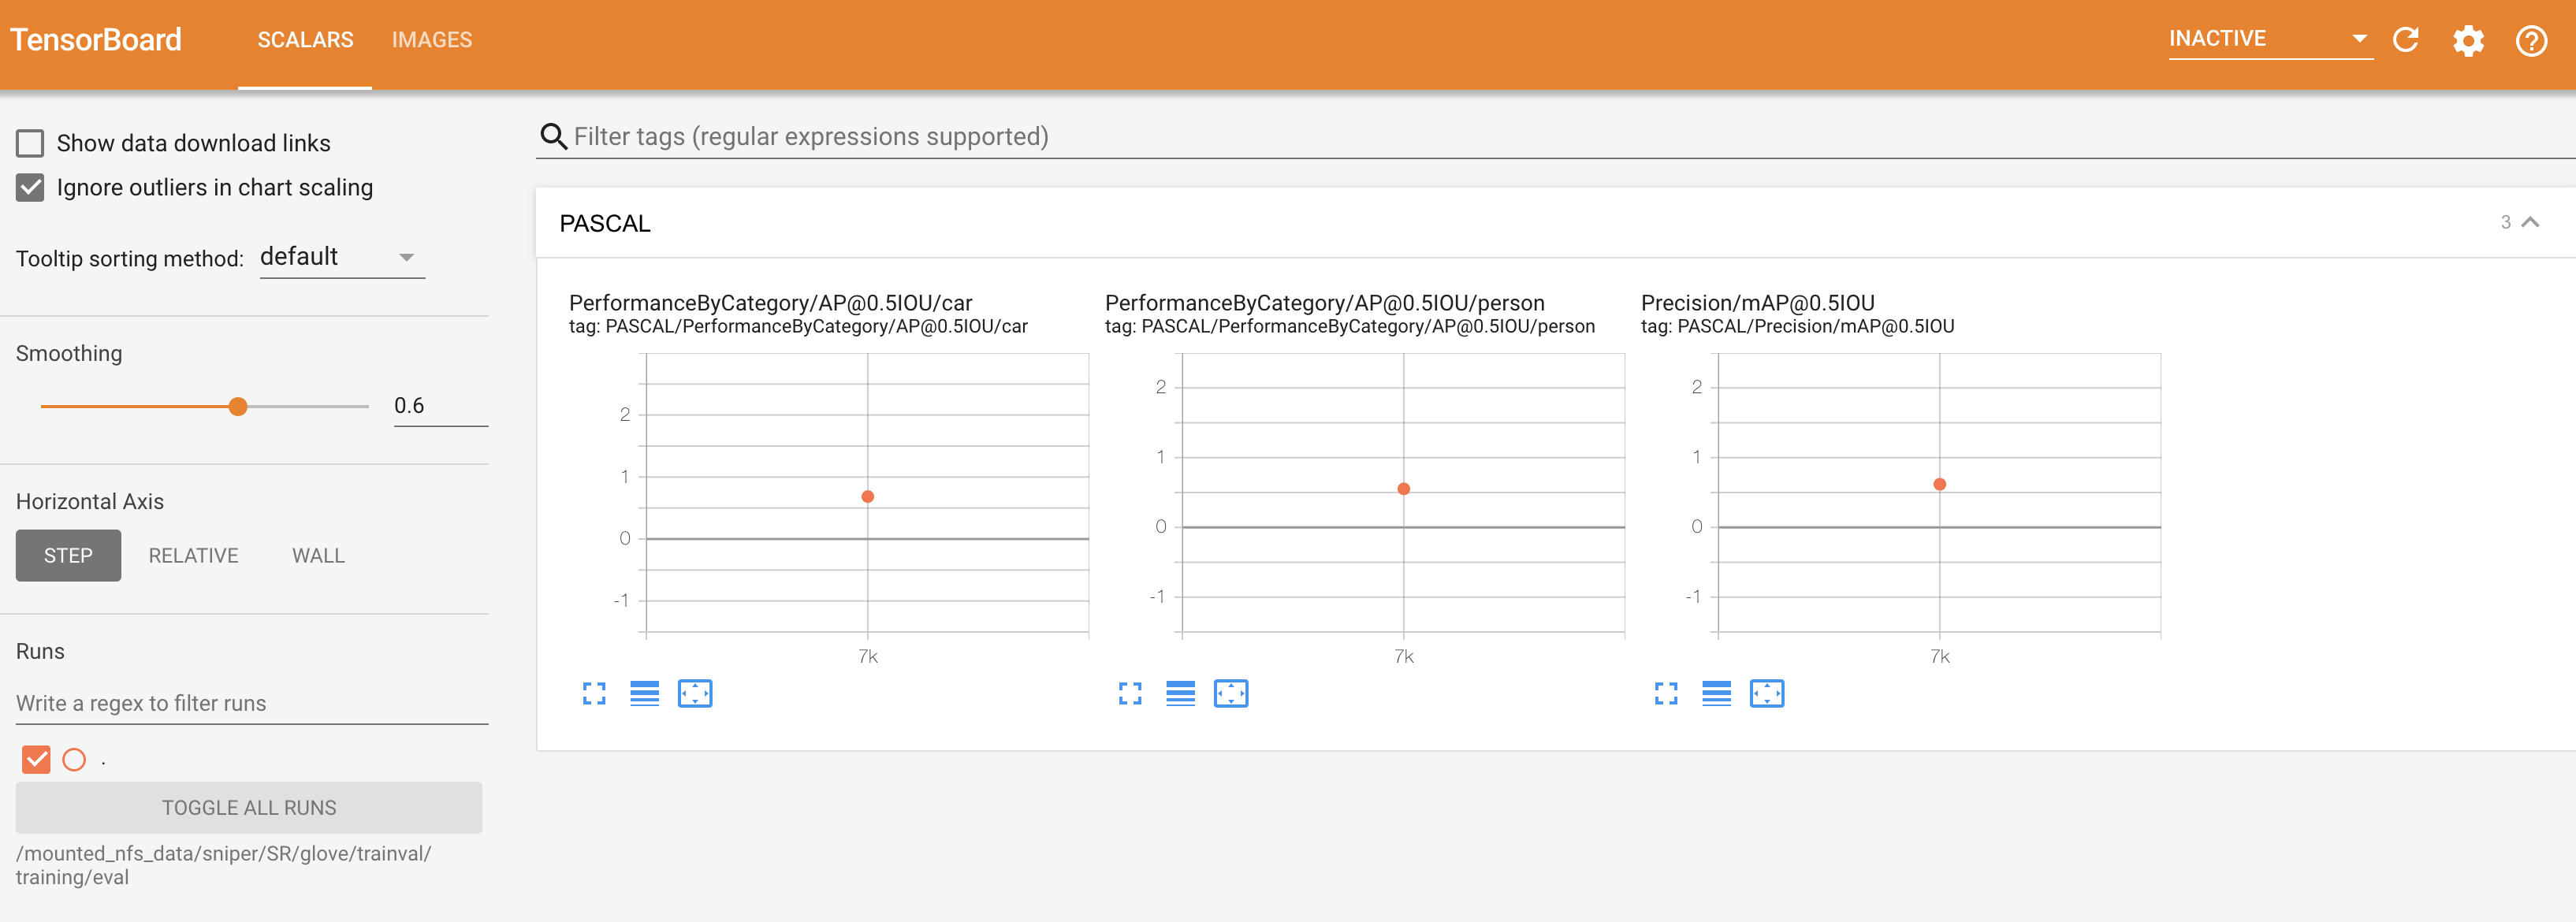 TensorBoard SCALARS IMAGES INACTIVE
Show data download links
Ignore outliers in chart scaling
Tooltip sorting method: default
Smoothing
0.6
Horizontal Axis
STEP RELATIVE WALL
Runs
Write a regex to filter runs
.
TOGGLE ALL RUNS
/mounted_nfs_data/sniper/SR/glove/trainval/
training/eval
Filter tags (regular expressions supported)
PASCAL 3
PerformanceByCategory/AP@0.5IOU/car
tag: PASCAL/PerformanceByCategory/AP@0.5IOU/car
2
1
0
-1
7k
PerformanceByCategory/AP@0.5IOU/person
tag: PASCAL/PerformanceByCategory/AP@0.5IOU/person
2
1
0
-1
7k
Precision/mAP@0.5IOU
tag: PASCAL/Precision/mAP@0.5IOU
2
1
0
-1
7k